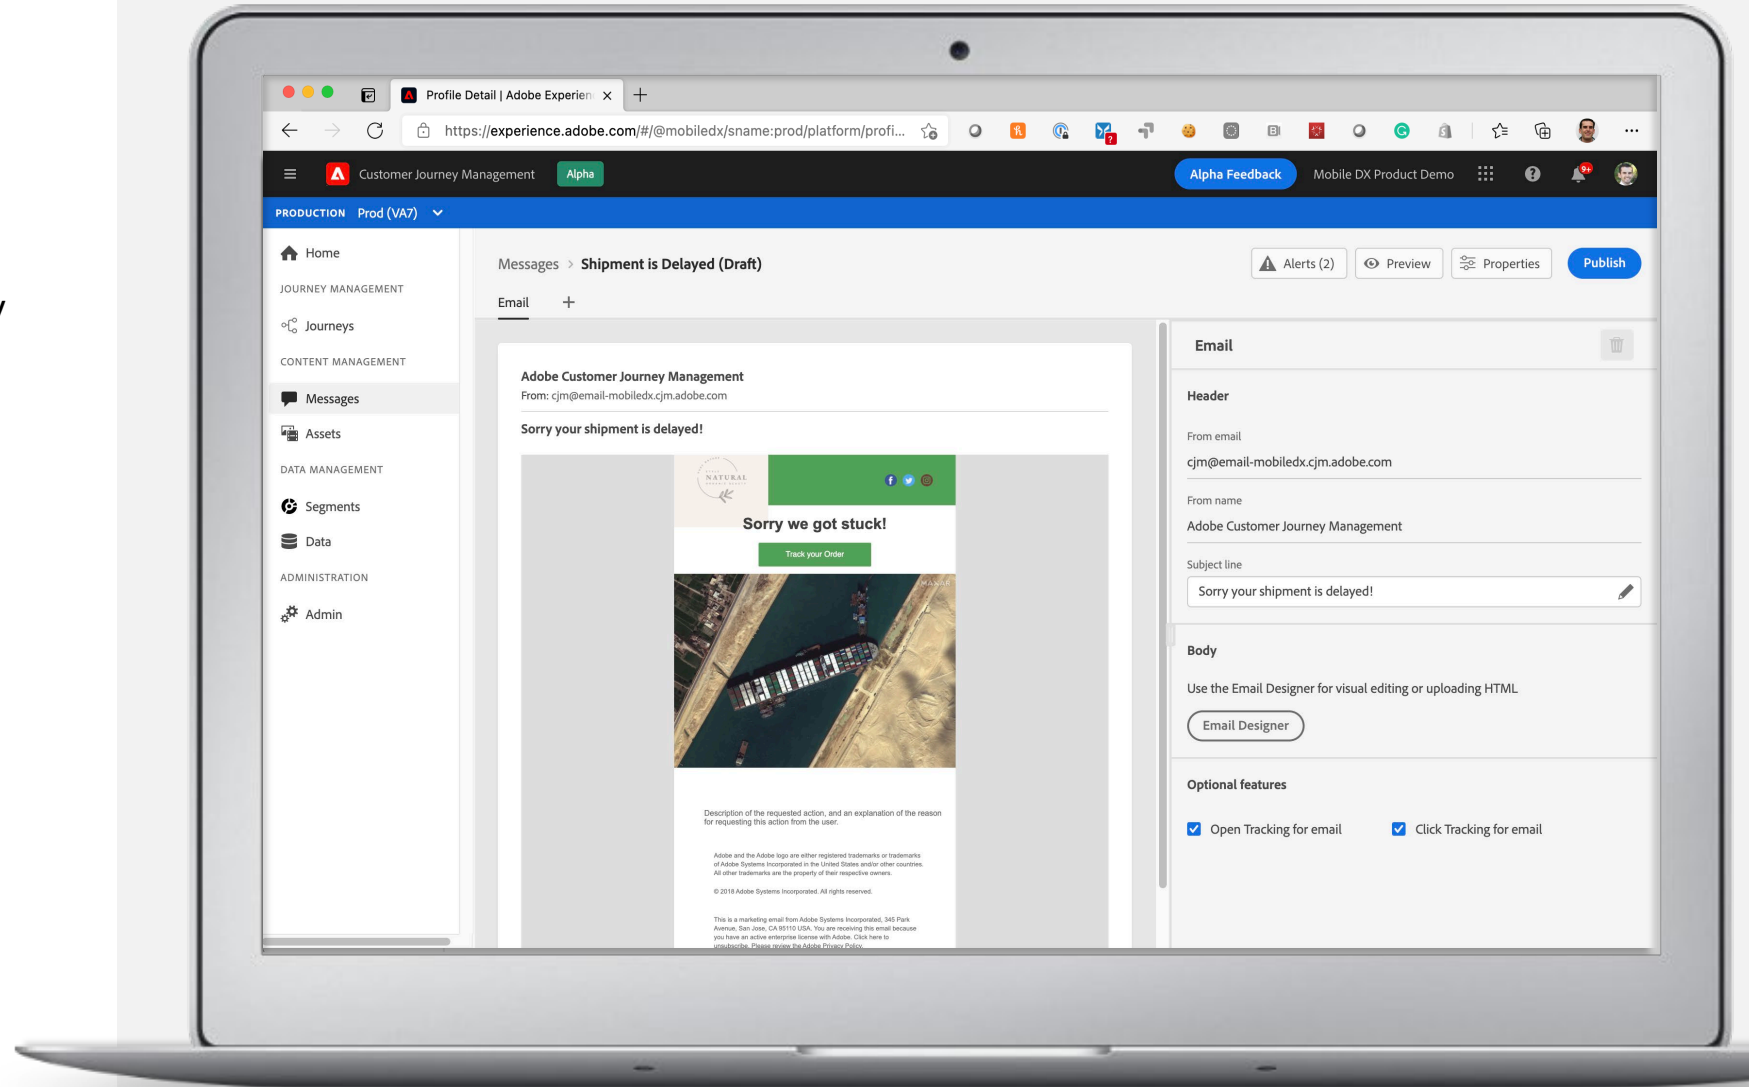 y
Profile Detail | Adobe Experien
https://experience.adobe.com/#/@mobiledx/sname:prod/platform/profi...
Customer Journey Management Alpha
Alpha Feedback Mobile DX Product Demo 9+
PRODUCTION Prod (VA7)
Home
JOURNEY MANAGEMENT
Journeys
CONTENT MANAGEMENT
Messages
Assets
DATA MANAGEMENT
Segments
Data
ADMINISTRATION
Admin
Messages > Shipment is Delayed (Draft)
Alerts (2) Preview Properties Publish
Email +
Adobe Customer Journey Management
From: cjm@email-mobiledx.cjm.adobe.com
Sorry your shipment is delayed!
NATURAL
Sorry we got stuck!
Track your Order
MAXAR
Description of the requested action, and an explanation of the reason
for requesting this action from the user.
Adobe and the Adobe logo are either registered trademarks or trademarks
of Adobe Systems Incorporated in the United States and/or other countries.
All other trademarks are the property of their respective owners.
© 2018 Adobe Systems Incorporated. All rights reserved.
This is a marketing email from Adobe Systems Incorporated, 345 Park
Avenue, San Jose, CA 95110 USA. You are receiving this email because
you have an active enterprise license with Adobe. Click here to
unsubscribe. Please review the Adobe Privacy Policy.
Email
Header
From email
cjm@email-mobiledx.cjm.adobe.com
From name
Adobe Customer Journey Management
Subject line
Sorry your shipment is delayed!
Body
Use the Email Designer for visual editing or uploading HTML
Email Designer
Optional features
Open Tracking for email Click Tracking for email